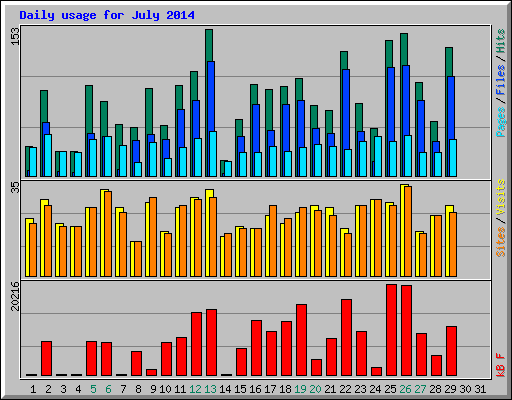 Daily usage for July 2014
153
Pages / Files / Hits
35
Sites / Visits
20216
kB F
1 2 3 4 5 6 7 8 9 10 11 12 13 14 15 16 17 18 19 20 21 22 23 24 25 26 27 28 29 30 31